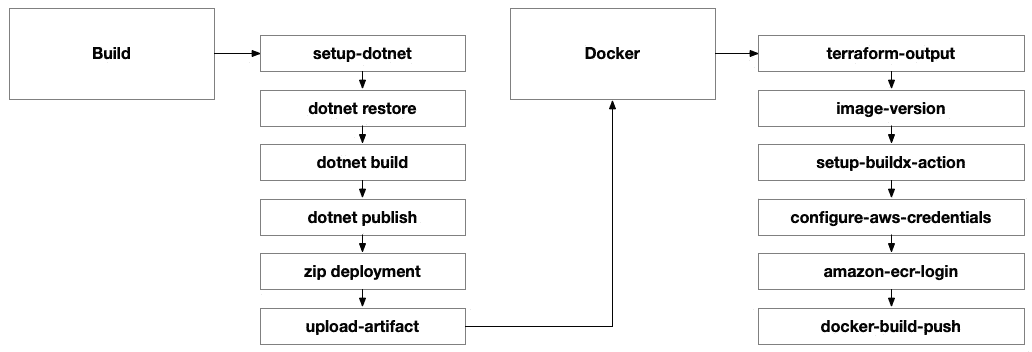 Build
setup-dotnet
dotnet restore
dotnet build
dotnet publish
zip deployment
upload-artifact
Docker
terraform-output
image-version
setup-buildx-action
configure-aws-credentials
amazon-ecr-login
docker-build-push